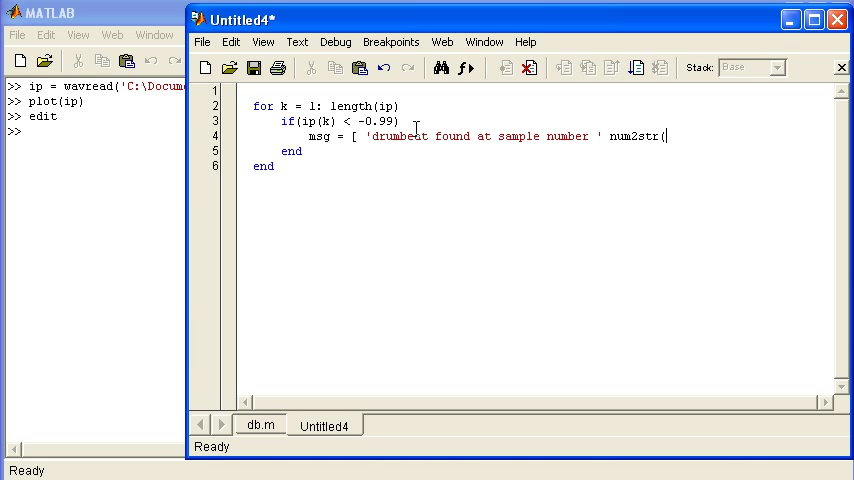 MATLAB
File Edit View Web Window
>> ip = wavread('C:\Docume
>> plot(ip)
>> edit
>>
Ready
Untitled4*
File Edit View Text Debug Breakpoints Web Window Help
Stack: Base
1
2 for k = 1: length(ip)
3 if(ip(k) < -0.99)
4 msg = [ 'drumbeat found at sample number ' num2str(
5 end
6 end
db.m Untitled4
Ready